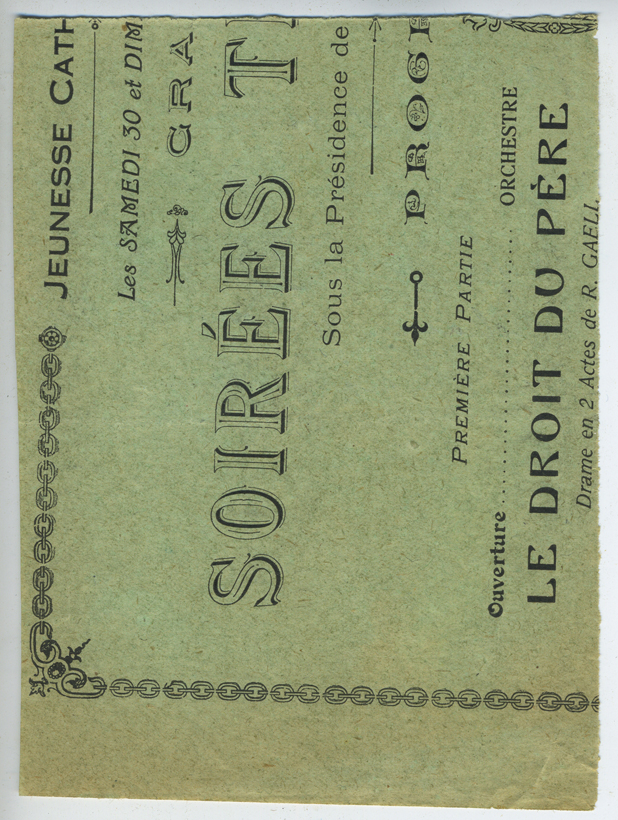 JEUNESSE CATH
Les SAMEDI 30 et DIM
GRA
SOIRÉES T
Sous la Présidence de
PROG
PREMIÈRE PARTIE
Ouverture .......................... ORCHESTRE
LE DROIT DU PÈRE
Drame en 2 Actes de R. GAELL.